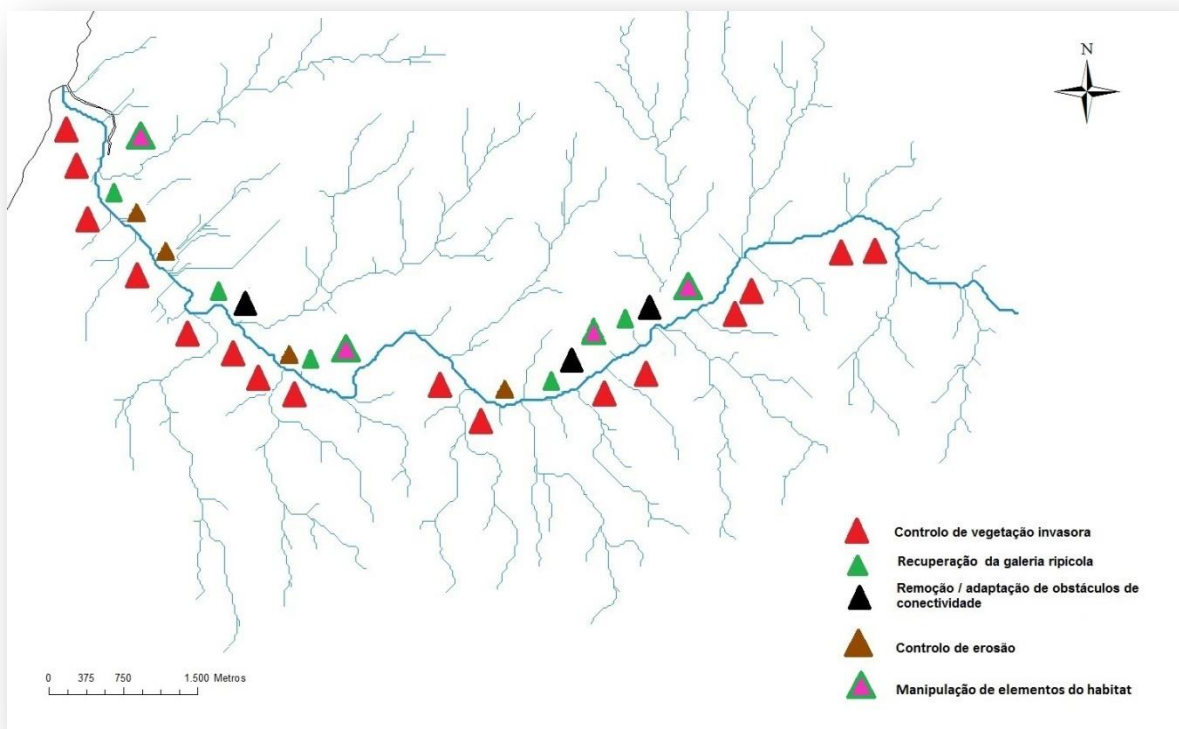 N
Controlo de vegetação invasora
Recuperação da galeria ripícola
Remoção / adaptação de obstáculos de
conectividade
Controlo de erosão
Manipulação de elementos do habitat
0 375 750 1.500 Metros